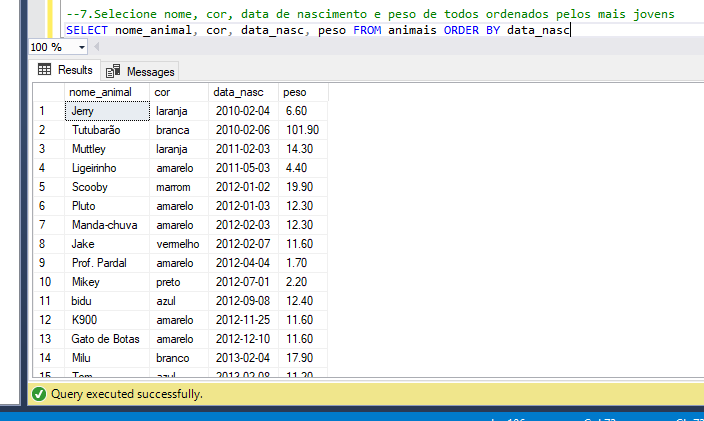 --7.Selecione nome, cor, data de nascimento e peso de todos ordenados pelos mais jovens
SELECT nome_animal, cor, data_nasc, peso FROM animais ORDER BY data_nasc
100 %
Results Messages
nome_animal cor data_nasc peso
1 Jerry laranja 2010-02-04 6.60
2 Tutubarão branca 2010-02-06 101.90
3 Muttley laranja 2011-02-03 14.30
4 Ligeirinho amarelo 2011-05-03 4.40
5 Scooby marrom 2012-01-02 19.90
6 Pluto amarelo 2012-01-03 12.30
7 Manda-chuva amarelo 2012-02-03 12.30
8 Jake vermelho 2012-02-07 11.60
9 Prof. Pardal amarelo 2012-04-04 1.70
10 Mikey preto 2012-07-01 2.20
11 bidu azul 2012-09-08 12.40
12 K900 amarelo 2012-11-25 11.60
13 Gato de Botas amarelo 2012-12-10 11.60
14 Milu branco 2013-02-04 17.90
15 Tom azul 2013-02-08 11.20
Query executed successfully.